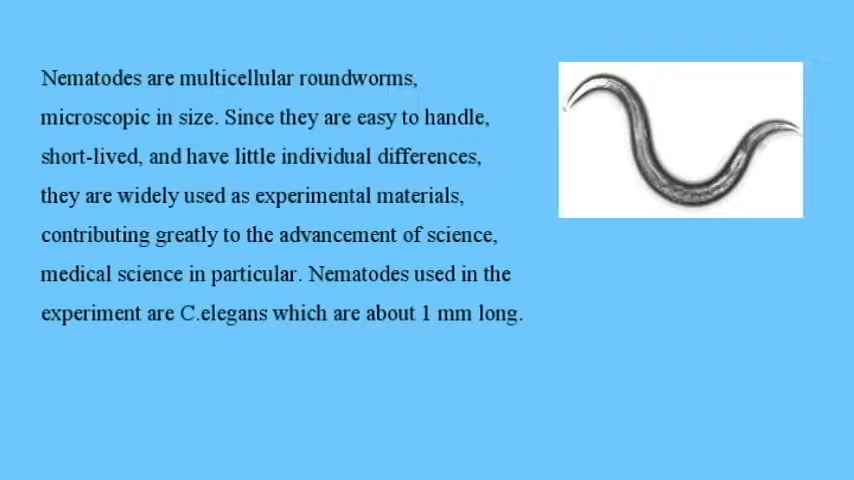 Nematodes are multicellular roundworms,
microscopic in size. Since they are easy to handle,
short-lived, and have little individual differences,
they are widely used as experimental materials,
contributing greatly to the advancement of science,
medical science in particular. Nematodes used in the
experiment are C.elegans which are about 1 mm long.